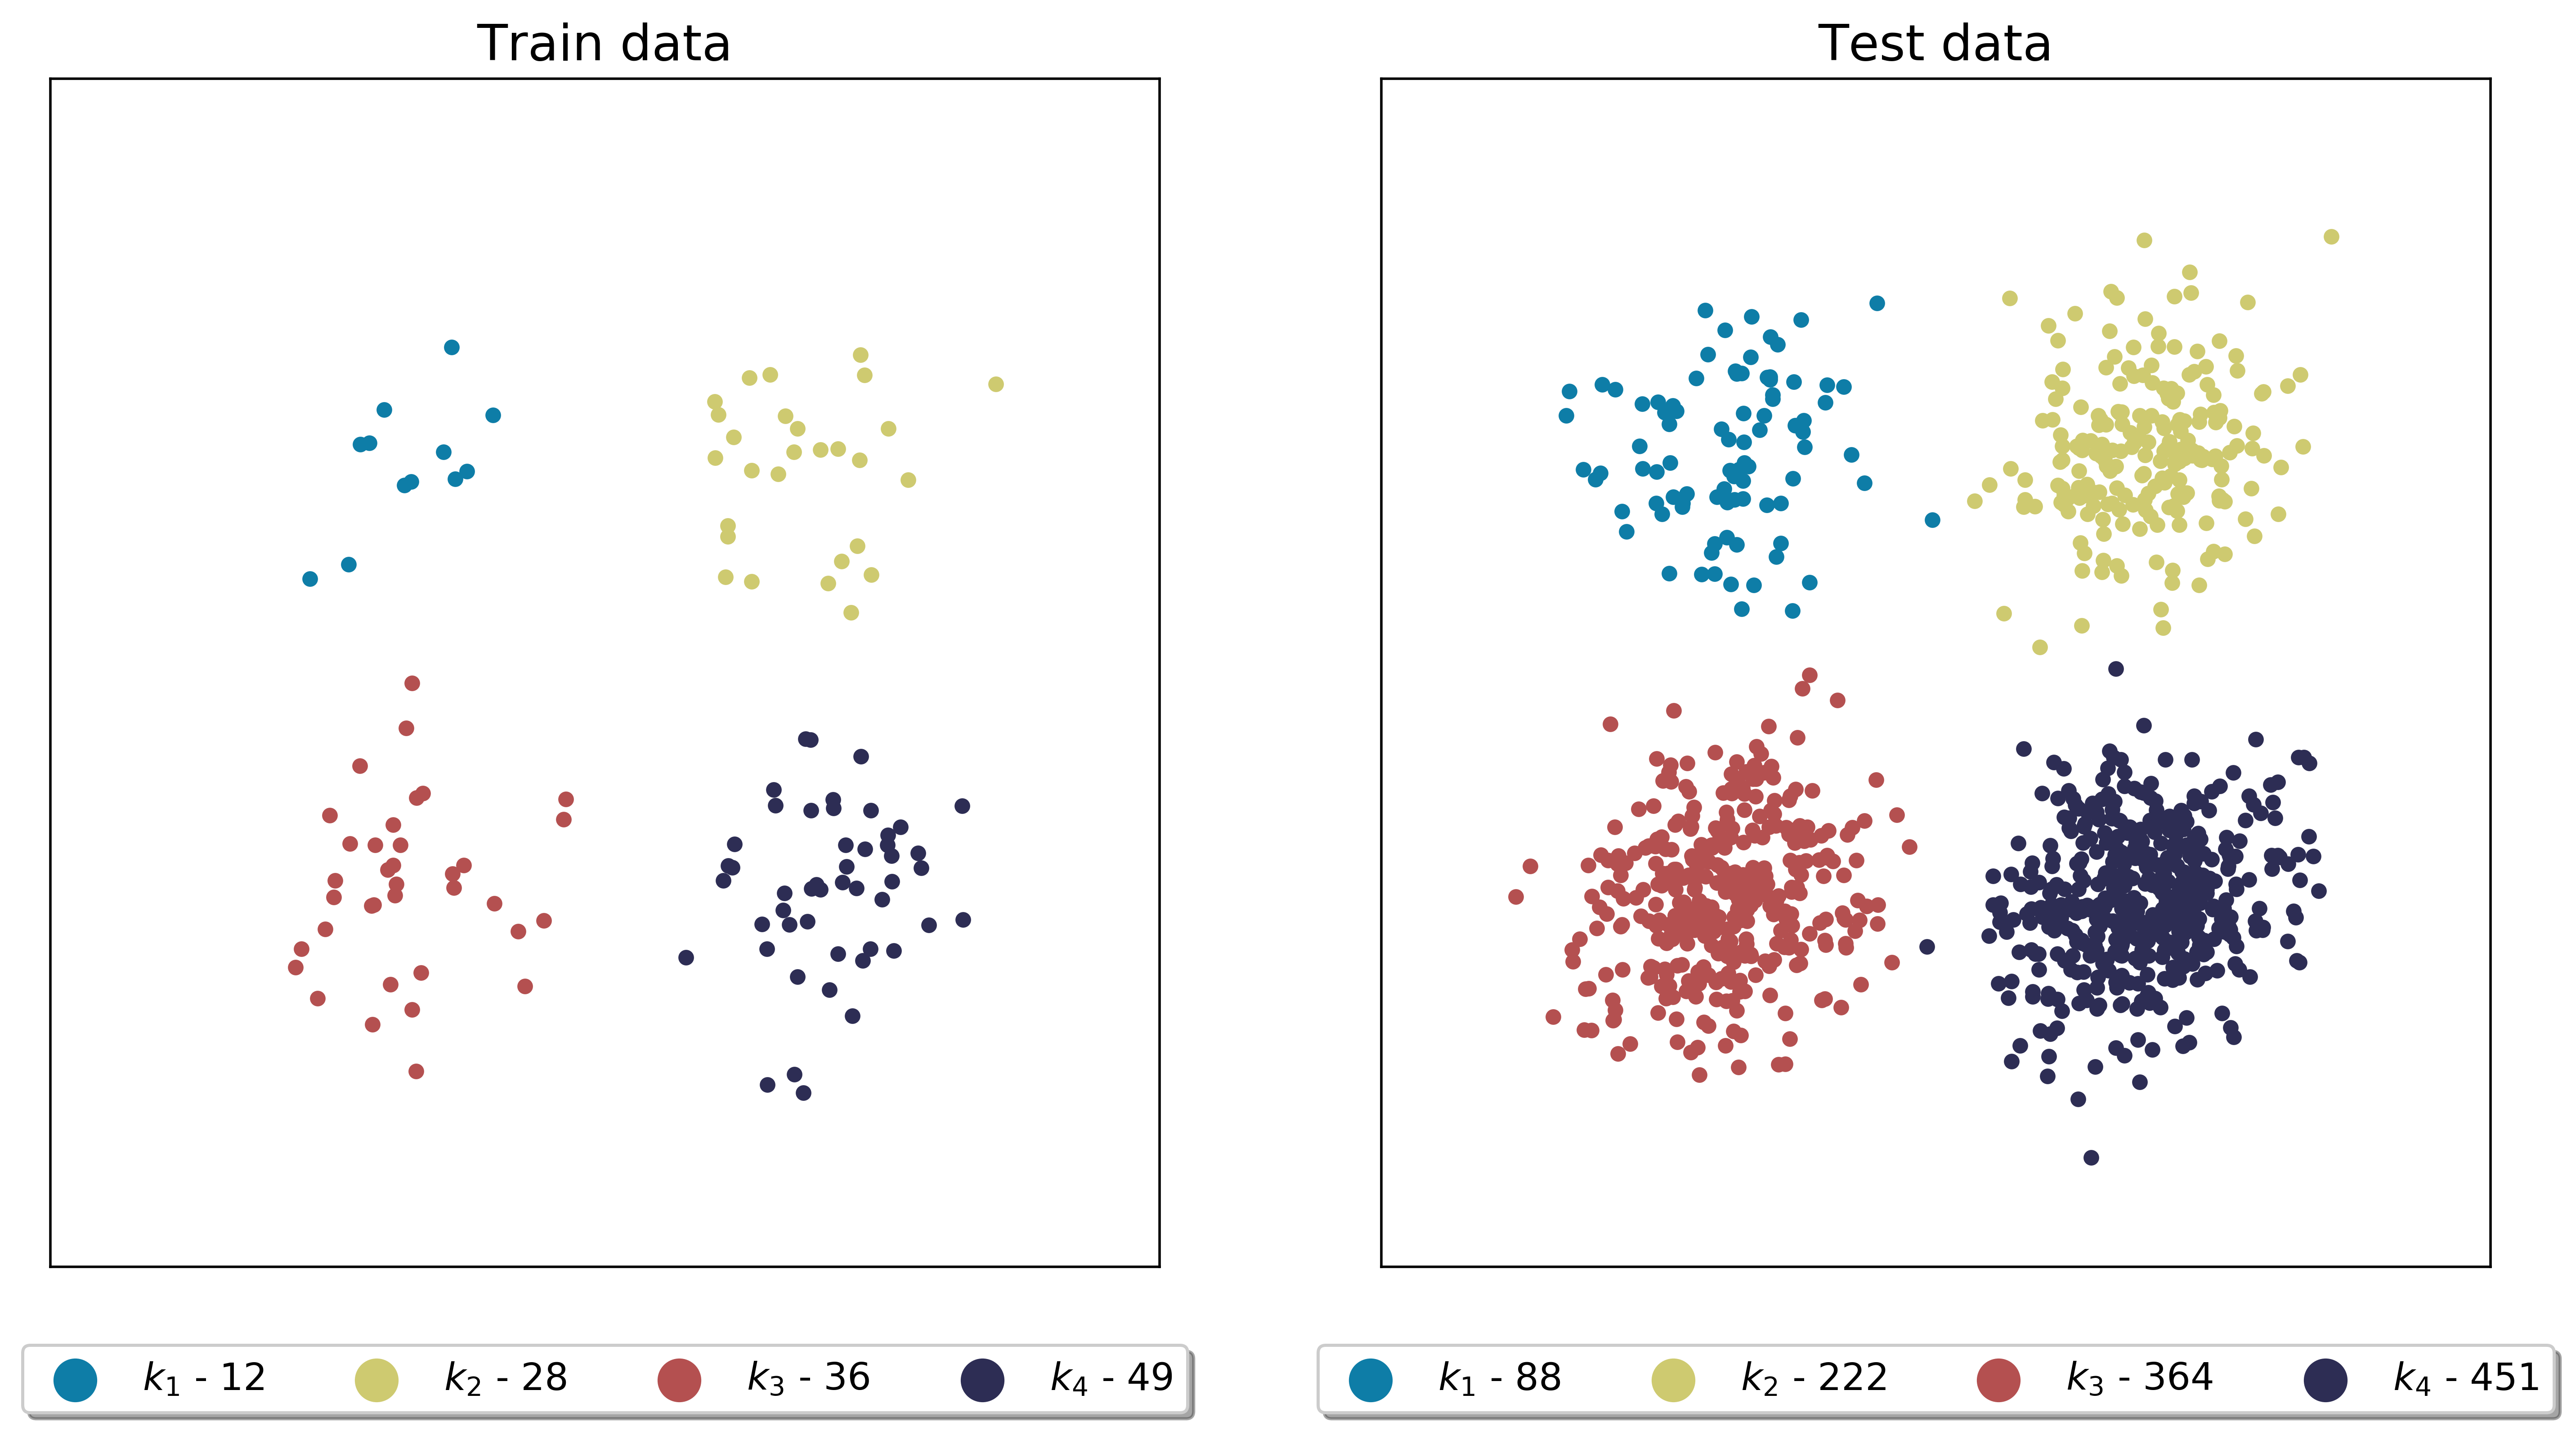 Train data
Test data
k₁ - 12 k₂ - 28 k₃ - 36 k₄ - 49
k₁ - 88 k₂ - 222 k₃ - 364 k₄ - 451